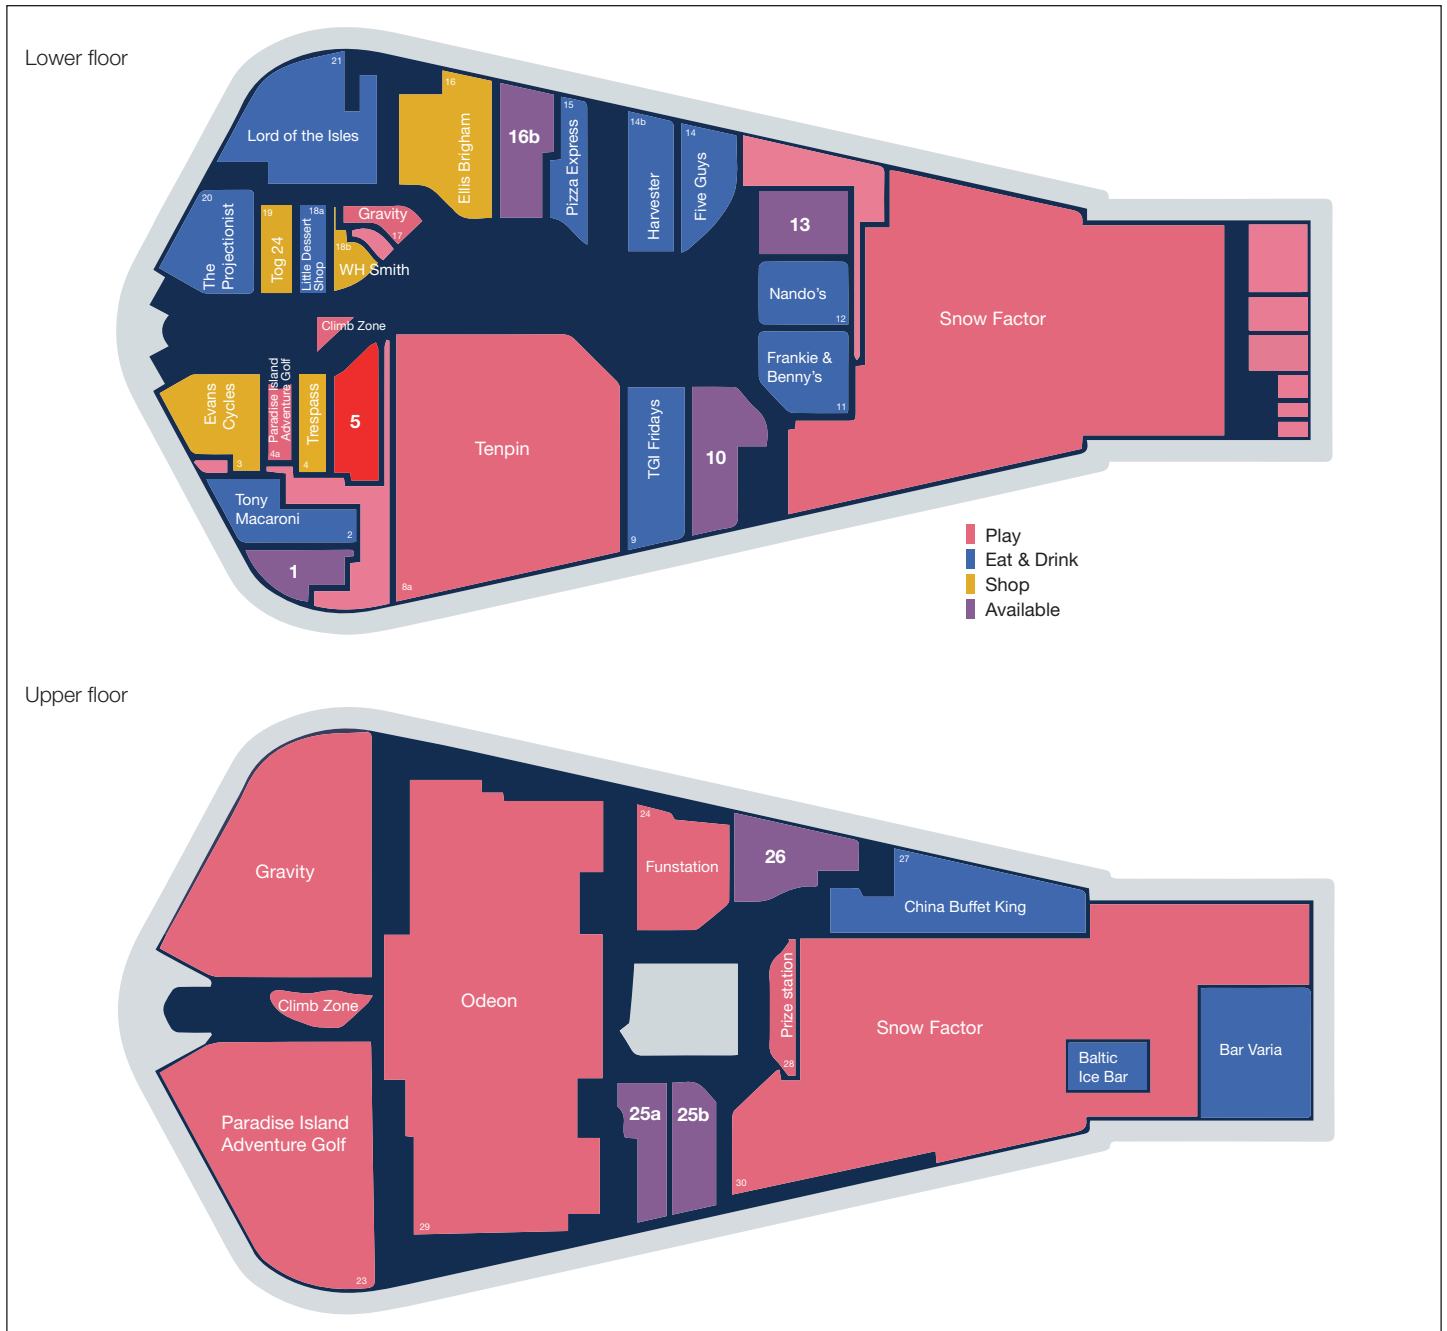 Lower floor
21
Lord of the Isles
16
Ellis Brigham
16b
15
Pizza Express
14b
Harvester
14
Five Guys
20
The
Projectionist
19
Tog 24
18a
Little Dessert
Shop
Gravity
17
18b
WH Smith
13
Nando's
12
Frankie &
Benny's
11
Snow Factor
Climb Zone
Evans
Cycles
3
Paradise Island
Adventure Golf
4a
Trespass
4
5
Tenpin
8a
TGI Fridays
9
10
Tony
Macaroni
2
1
Play
Eat & Drink
Shop
Available
Upper floor
Gravity
Climb Zone
Paradise Island
Adventure Golf
23
Odeon
29
24
Funstation
26
27
China Buffet King
Prize station
28
Snow Factor
30
Baltic
Ice Bar
Bar Varia
25a
25b